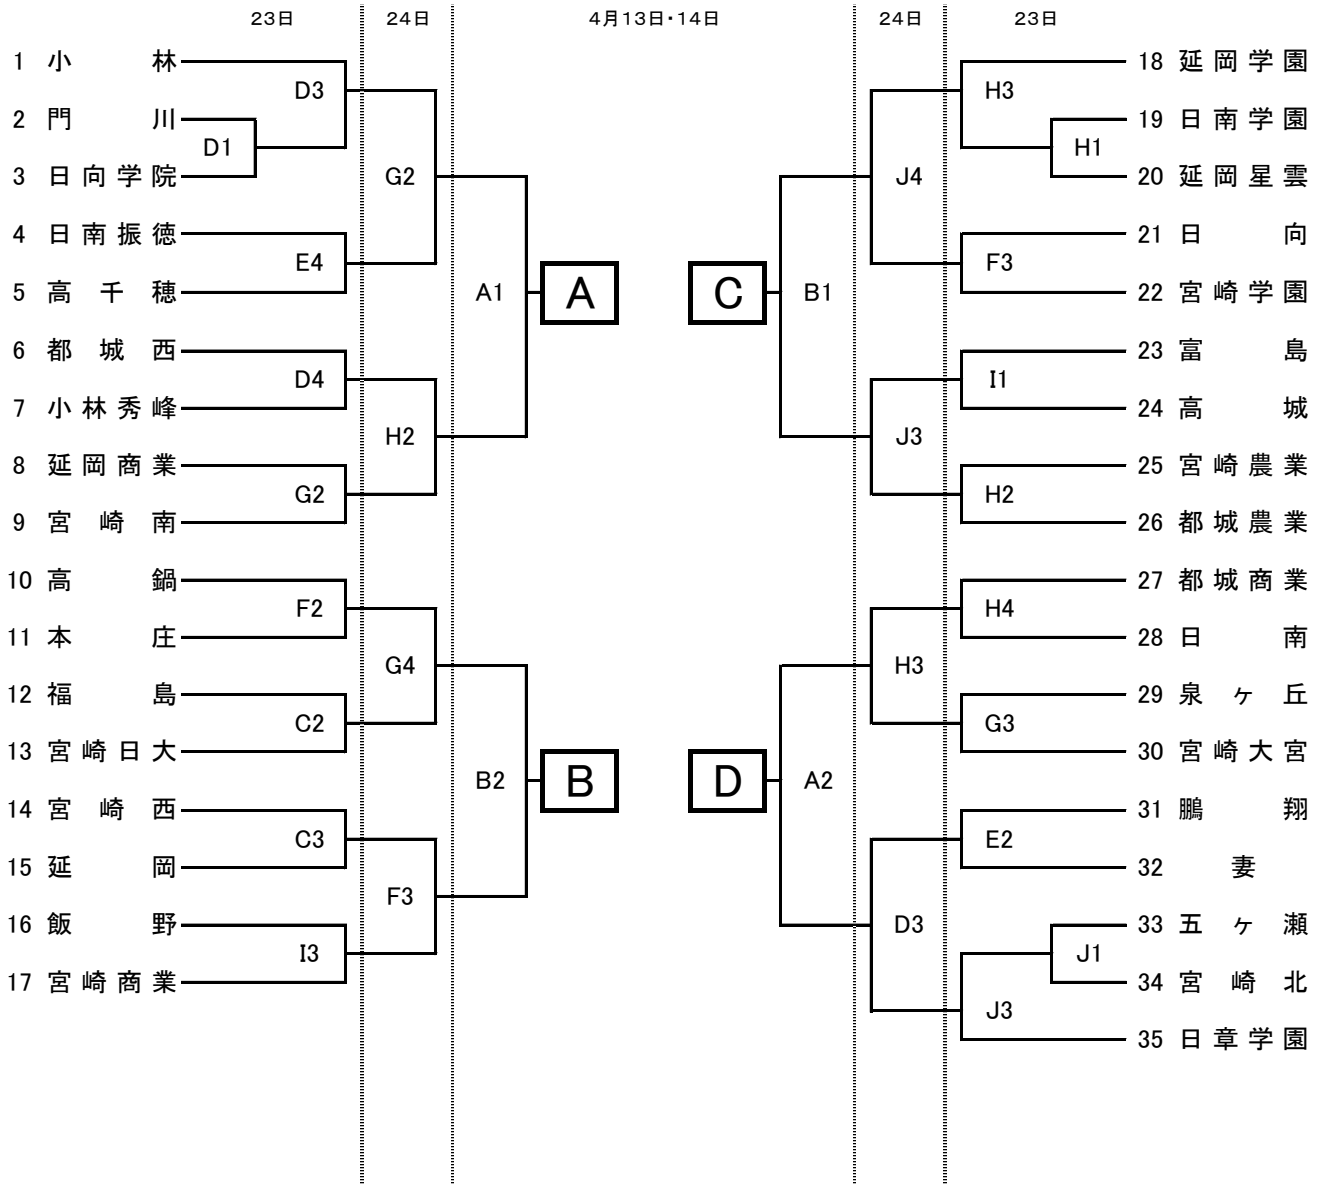 23日 24日 4月13日・14日 24日 23日
1 小林
D3
2 門川
D1
3 日向学院
G2
4 日南振徳
E4
5 高千穂
A1
A
6 都城西
D4
7 小林秀峰
H2
8 延岡商業
G2
9 宮崎南
10 高鍋
F2
11 本庄
G4
12 福島
C2
13 宮崎日大
B2
B
14 宮崎西
C3
15 延岡
F3
16 飯野
I3
17 宮崎商業
18 延岡学園
H3
19 日南学園
H1
20 延岡星雲
J4
21 日向
F3
22 宮崎学園
B1
C
23 富島
I1
24 高城
J3
25 宮崎農業
H2
26 都城農業
27 都城商業
H4
28 日南
H3
29 泉ヶ丘
G3
30 宮崎大宮
A2
D
31 鵬翔
E2
32 妻
D3
33 五ヶ瀬
J1
34 宮崎北
J3
35 日章学園